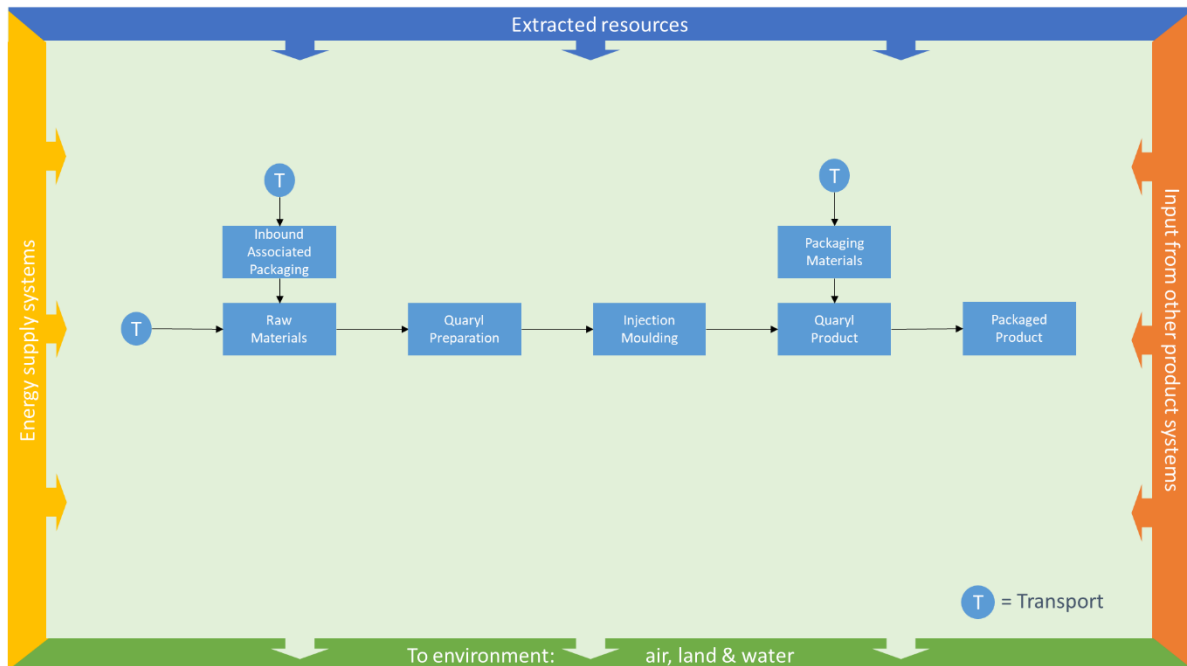 Extracted resources
Energy supply systems
Input from other product systems
T
T
Inbound
Associated
Packaging
Packaging
Materials
T
Raw
Materials
Quaryl
Preparation
Injection
Moulding
Quaryl
Product
Packaged
Product
T = Transport
To environment: air, land & water